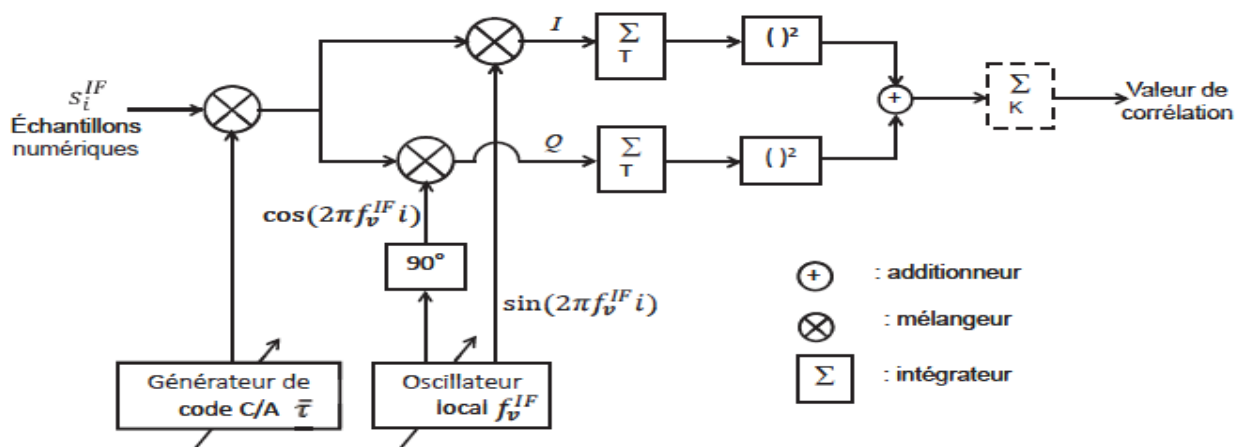 s_i^{IF}
Échantillons
numériques
I
Σ
T
( )²
+
Σ
K
Valeur de
corrélation
Q
Σ
T
( )²
cos(2πf_v^{IF}i)
90°
sin(2πf_v^{IF}i)
Générateur de
code C/A τ̄
Oscillateur
local f_v^{IF}
+ : additionneur
: mélangeur
Σ : intégrateur